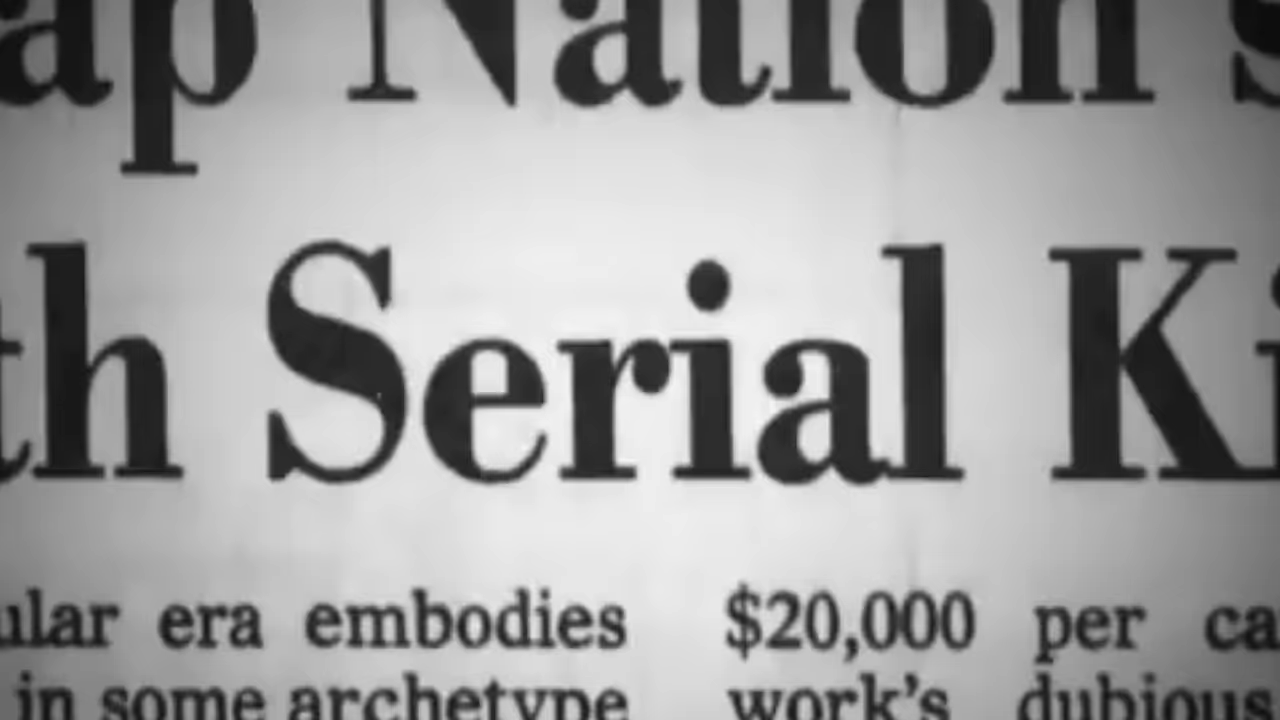 ap Nation's
th Serial Ki
ular era embodies
in some archetype
$20,000 per ca
work's dubious